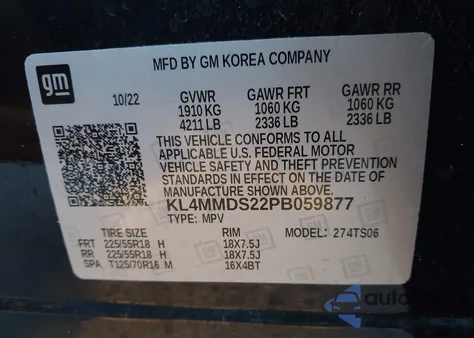 MFD BY GM KOREA COMPANY
gm
10/22 GVWR GAWR FRT GAWR RR
1910 KG 1060 KG 1060 KG
4211 LB 2336 LB 2336 LB
THIS VEHICLE CONFORMS TO ALL
APPLICABLE U.S. FEDERAL MOTOR
VEHICLE SAFETY AND THEFT PREVENTION
STANDARDS IN EFFECT ON THE DATE OF
MANUFACTURE SHOWN ABOVE.
KL4MMDS22PB059877
TYPE: MPV MODEL: 274TS06
TIRE SIZE RIM
FRT 225/55R18 H 18X7.5J
RR 225/55R18 H 18X7.5J
SPA T125/70R16 M 16X4BT